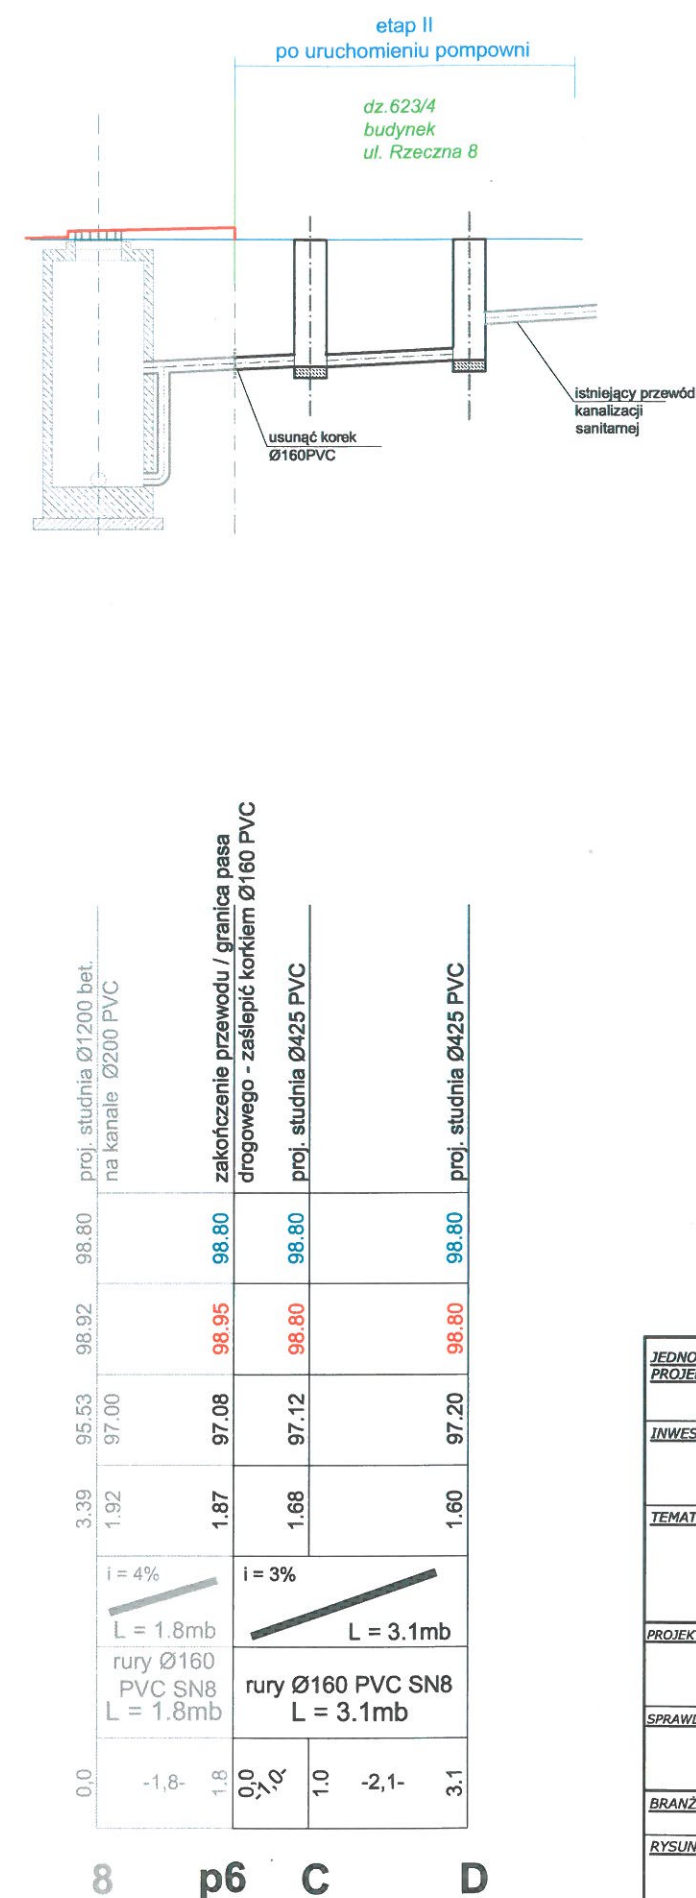 etap II
po uruchomieniu pompowni
dz.623/4
budynek
ul. Rzeczna 8
istniejący przewód
kanalizacji
sanitarnej
usunąć korek
Ø160PVC
proj. studnia Ø1200 bet.
na kanale Ø200 PVC
zakończenie przewodu / granica pasa
drogowego - zaślepić korkiem Ø160 PVC
proj. studnia Ø425 PVC
proj. studnia Ø425 PVC
98.80 98.80 98.80 98.80
98.92 98.95 98.80 98.80
95.53 97.00 97.08 97.12 97.20
3.39 1.92 1.87 1.68 1.60
i = 4% i = 3%
L = 1.8mb L = 3.1mb
rury Ø160
PVC SN8
L = 1.8mb
rury Ø160 PVC SN8
L = 3.1mb
0,0 -1,8- 1.8 0,0 -1,0- 1.0 -2,1- 3.1
8 p6 C D
JEDNO
PROJE
INWES
TEMAT
PROJEK
SPRAWD
BRANŻ
RYSUN